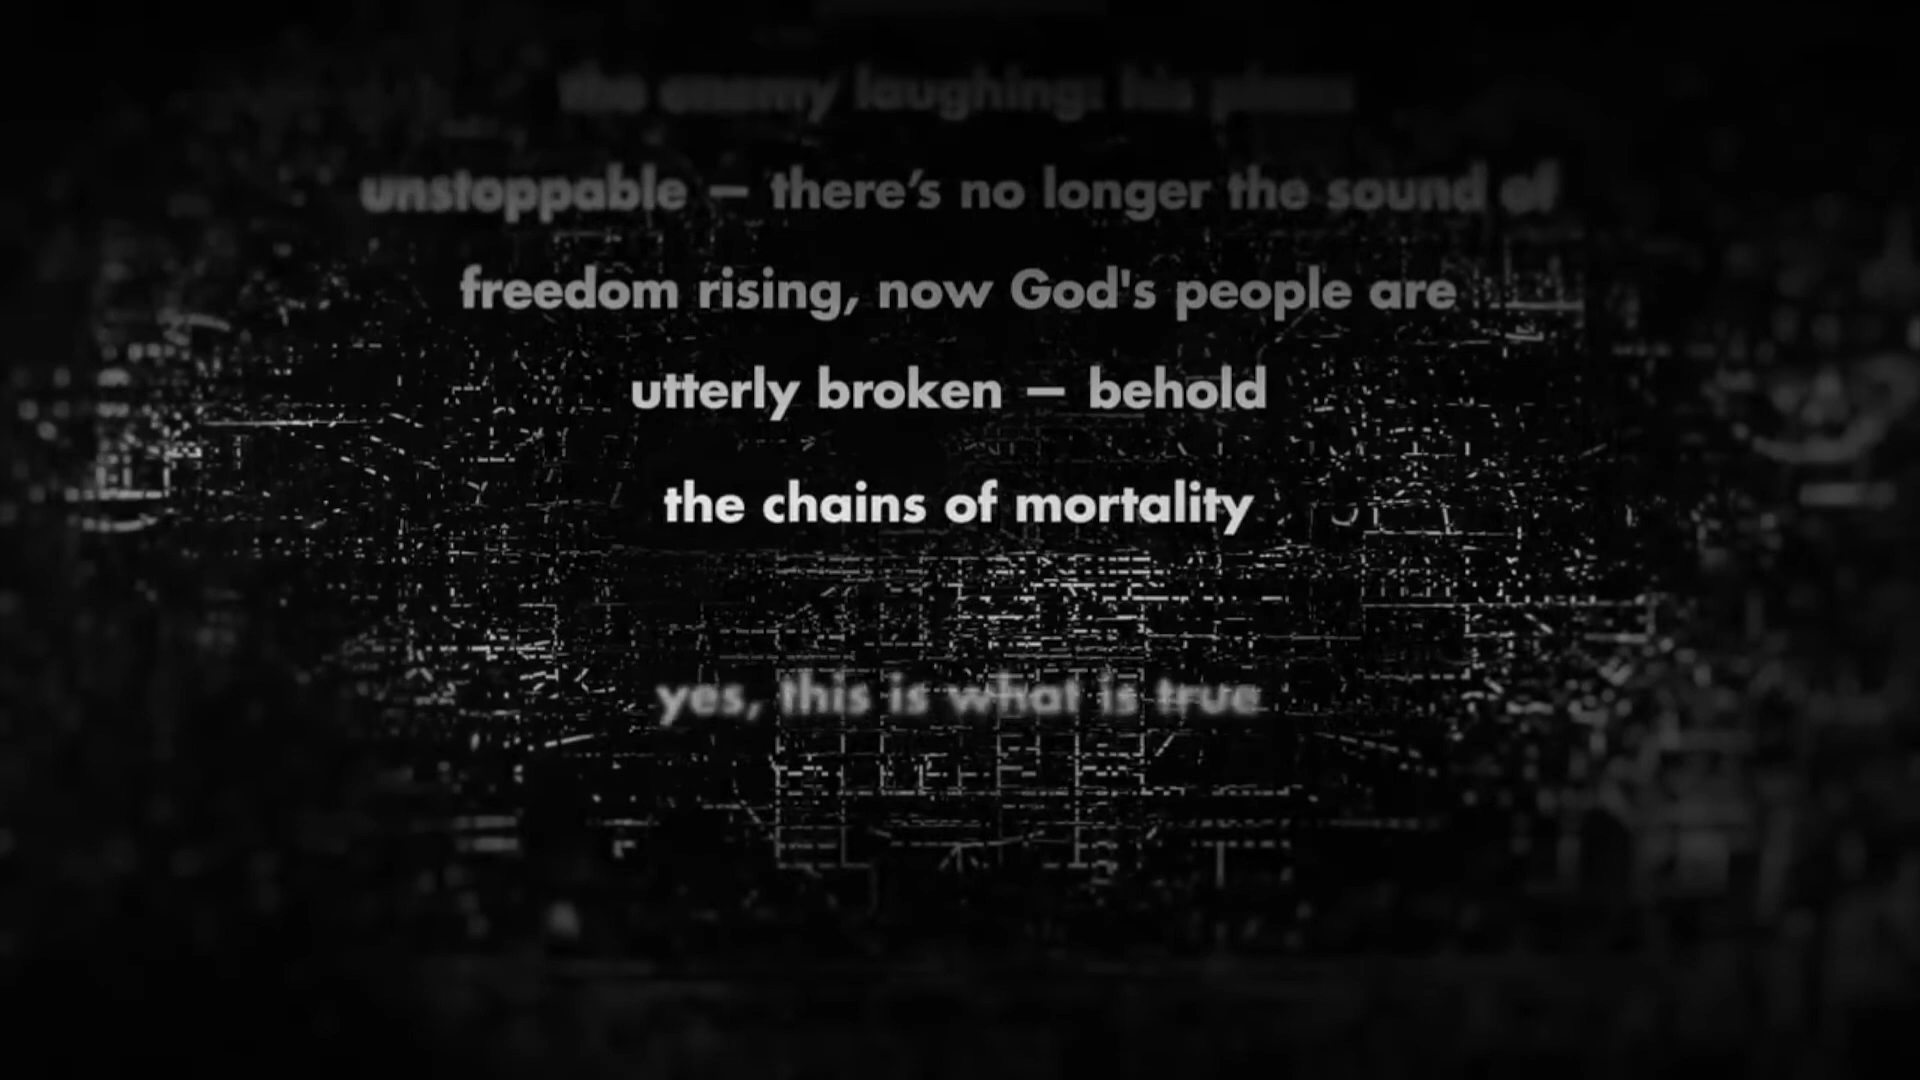 the enemy laughing: his plans
unstoppable – there’s no longer the sound of
freedom rising, now God's people are
utterly broken – behold
the chains of mortality
yes, this is what is true